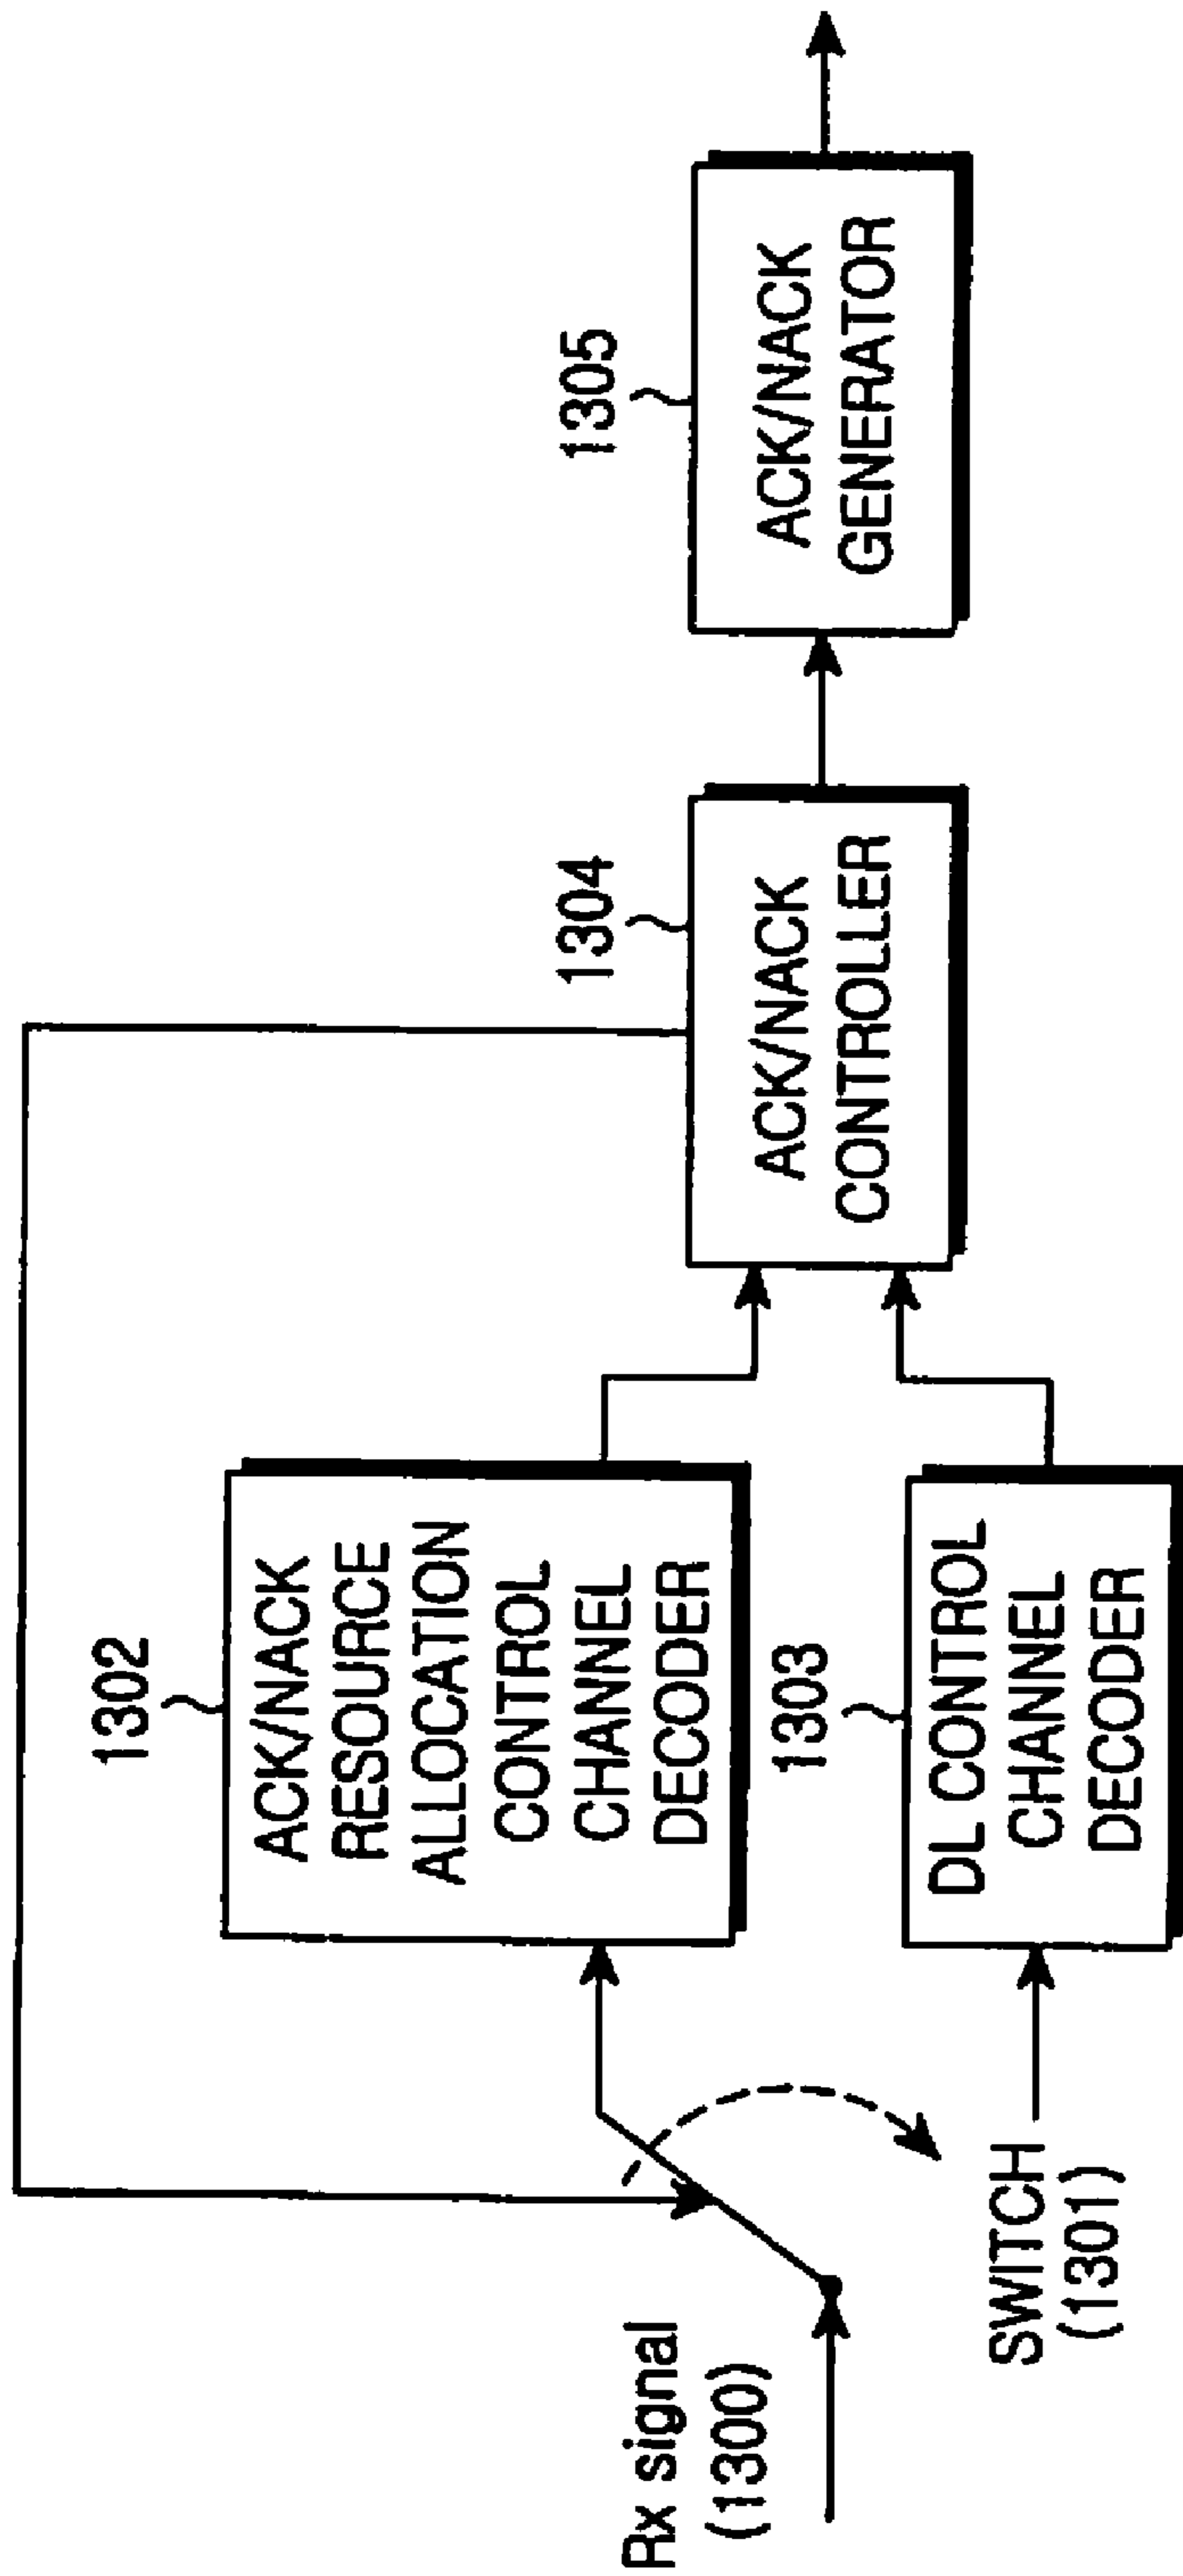 Rx signal
(1300)
SWITCH
(1301)
1302
ACK/NACK
RESOURCE
ALLOCATION
CONTROL
CHANNEL
DECODER
1303
DL CONTROL
CHANNEL
DECODER
1304
ACK/NACK
CONTROLLER
1305
ACK/NACK
GENERATOR